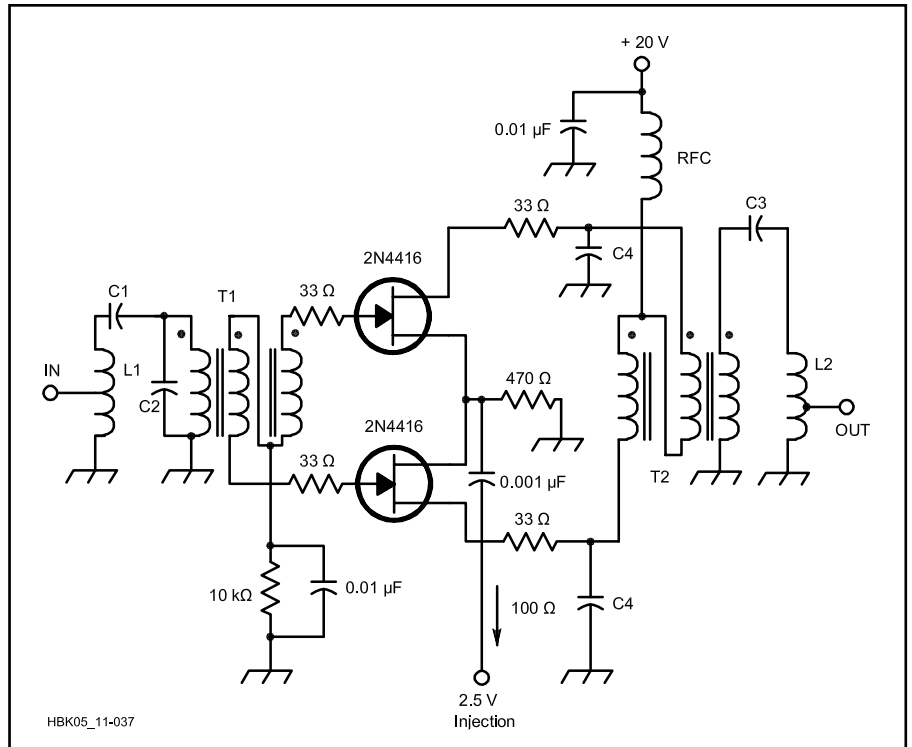 + 20 V
0.01 µF
RFC
33 Ω
C3
2N4416
C4
C1
T1
33 Ω
IN
L1
C2
470 Ω
L2
OUT
2N4416
33 Ω
0.001 µF
T2
33 Ω
10 kΩ
0.01 µF
100 Ω
C4
2.5 V
Injection
HBK05_11-037